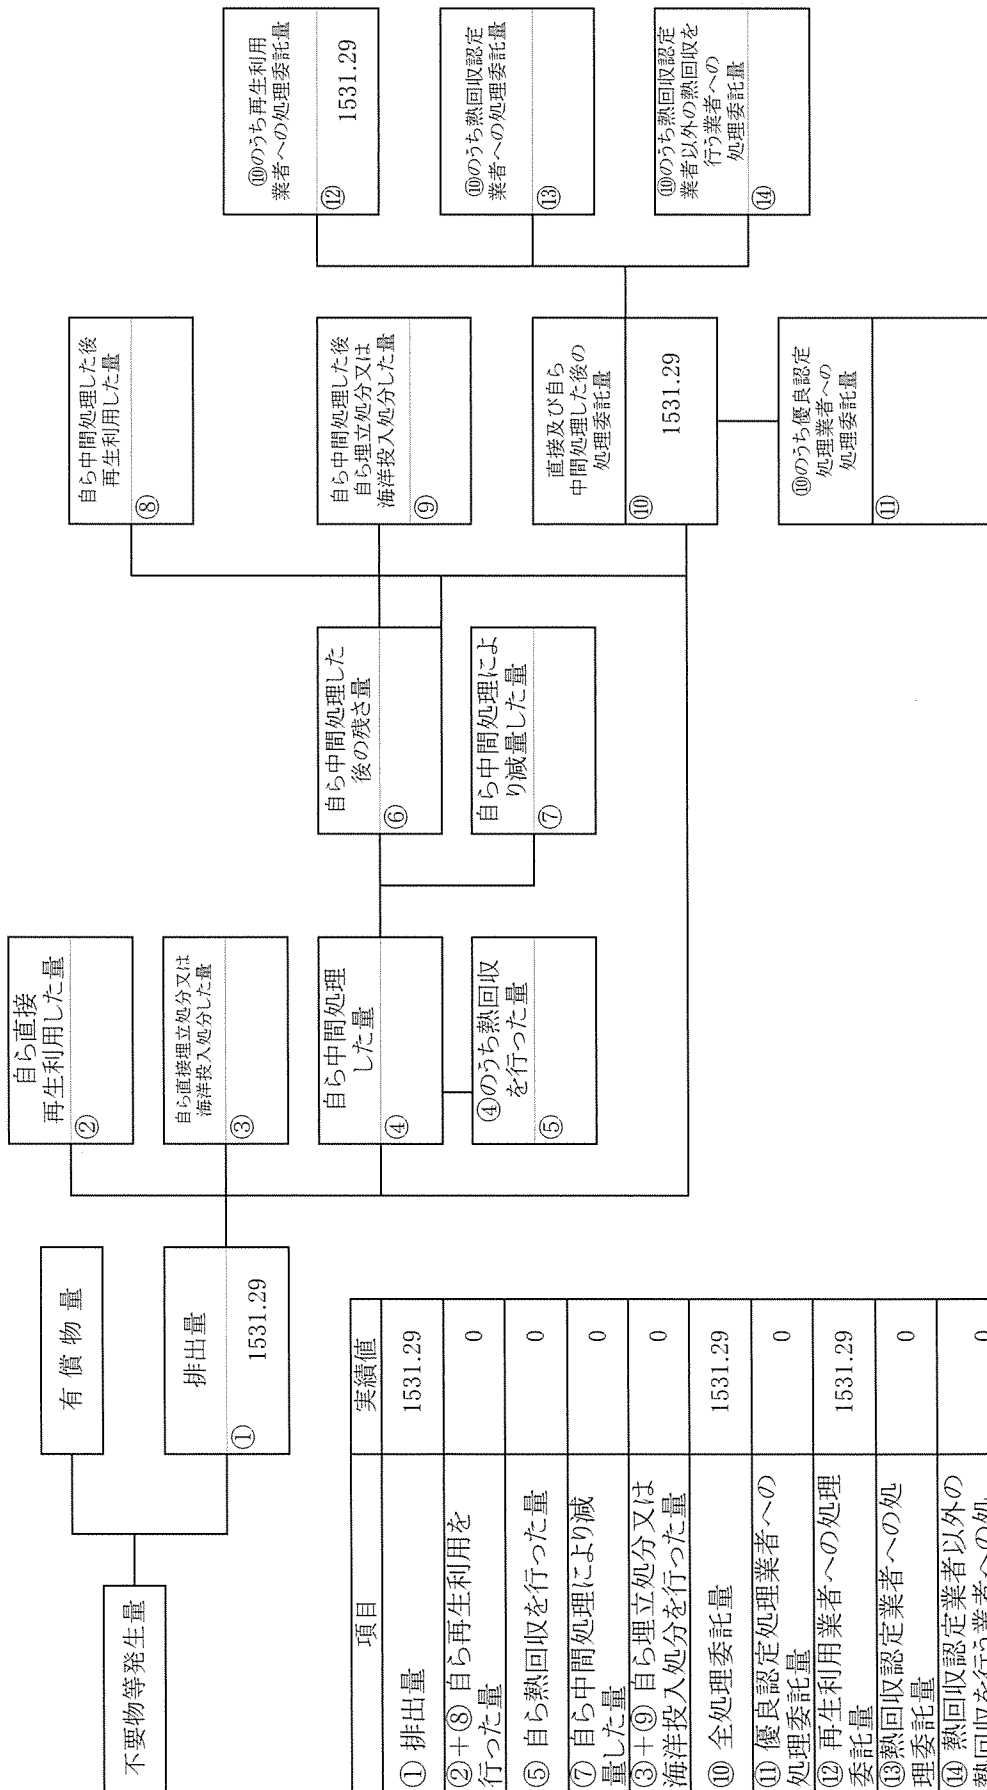 不要物等発生量
有 償 物 量
排出量
①
1531.29
自ら直接
再生利用した量
②
自ら直接埋立処分又は
海洋投入処分した量
③
自ら中間処理
した量
④
④のうち熱回収
を行った量
⑤
自ら中間処理した
後の残さ量
⑥
自ら中間処理によ
り減量した量
⑦
自ら中間処理した後
再生利用した量
⑧
自ら中間処理した後
自ら埋立処分又は
海洋投入処分した量
⑨
直接及び自ら
中間処理した後の
処理委託量
⑩
1531.29
⑩のうち優良認定
処理業者への
処理委託量
⑪
⑩のうち再生利用
業者への処理委託量
⑫
1531.29
⑩のうち熱回収認定
業者への処理委託量
⑬
⑩のうち熱回収認定
業者以外の熱回収を
行う業者への
処理委託量
⑭
項目 実績値
① 排出量 1531.29
②+⑧ 自ら再生利用を
行った量 0
⑤ 自ら熱回収を行った量 0
⑦ 自ら中間処理により減
量した量 0
③+⑨ 自ら埋立処分又は
海洋投入処分を行った量 0
⑩ 全処理委託量 1531.29
⑪ 優良認定処理業者への
処理委託量 0
⑫ 再生利用業者への処理
委託量 1531.29
⑬熱回収認定業者への処
理委託量 0
⑭ 熱回収認定業者以外の
熱回収を行う業者への処 0